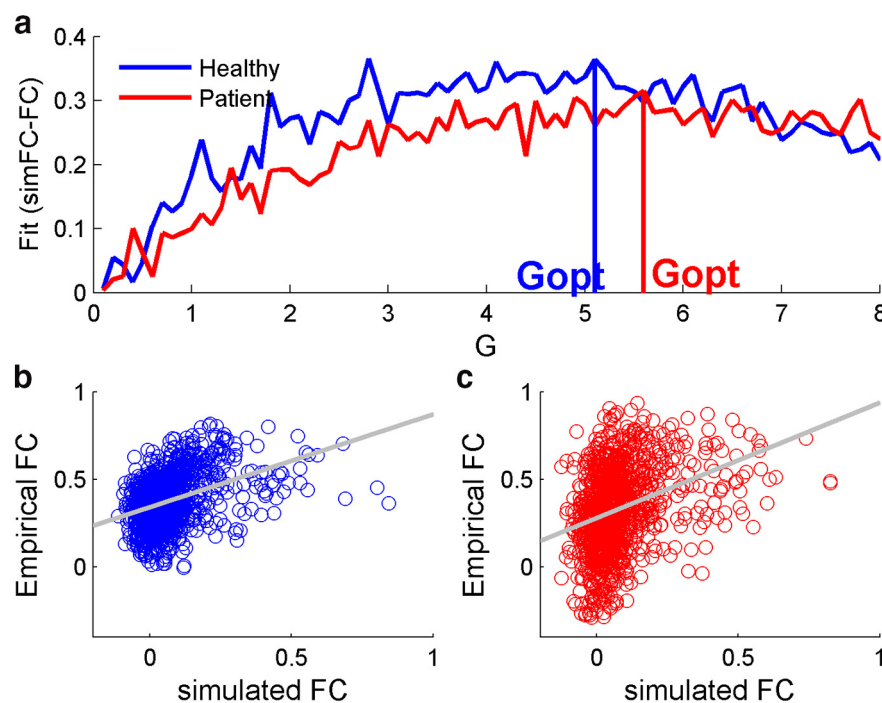 a
0.4
0.3
0.2
0.1
0
Fit (simFC-FC)
Healthy
Patient
Gopt
Gopt
0 1 2 3 4 5 6 7 8
G
b
1
0.5
0
Empirical FC
0 0.5 1
simulated FC
c
1
0.5
0
Empirical FC
0 0.5 1
simulated FC